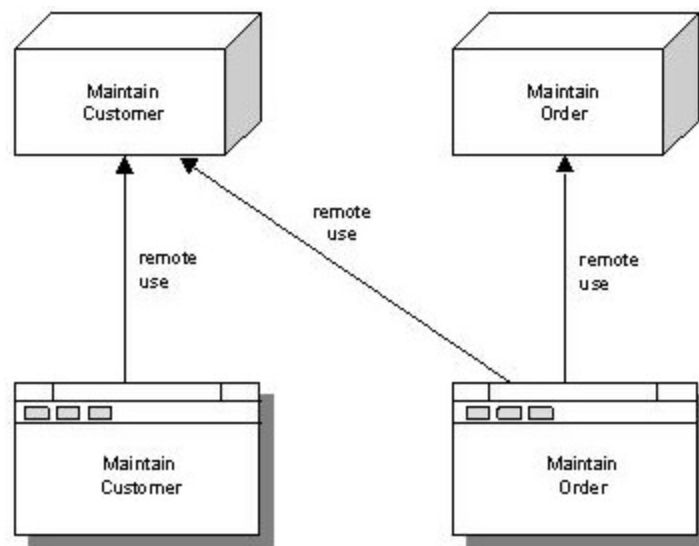 Maintain
Customer
Maintain
Order
remote
use
remote
use
remote
use
Maintain
Customer
Maintain
Order